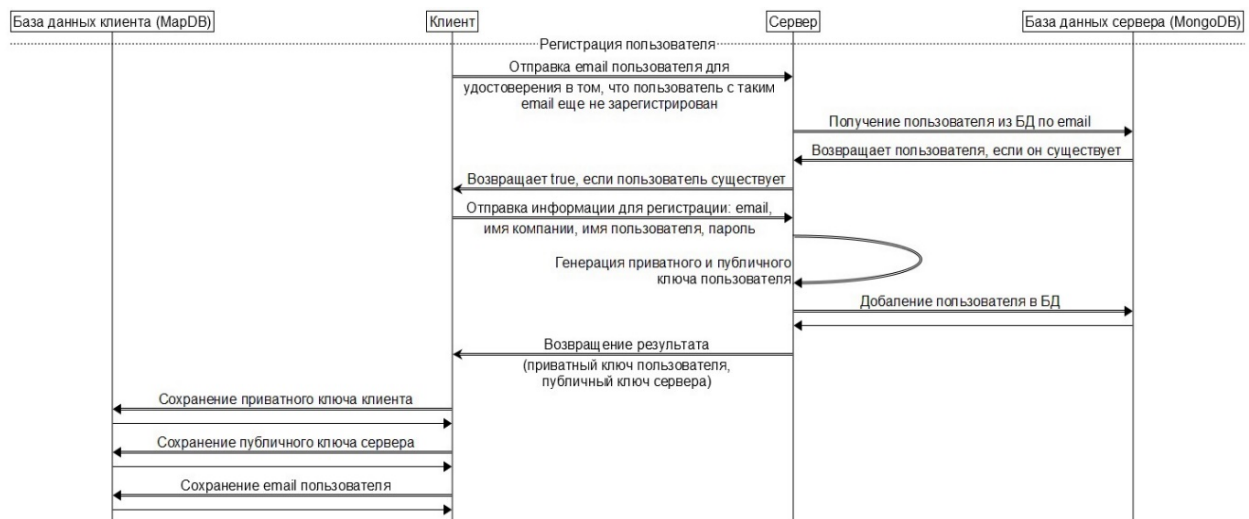 База данных клиента (MapDB)
Клиент
Сервер
База данных сервера (MongoDB)
Регистрация пользователя
Отправка email пользователя для
удостоверения в том, что пользователь с таким
email еще не зарегистрирован
Получение пользователя из БД по email
Возвращает пользователя, если он существует
Возвращает true, если пользователь существует
Отправка информации для регистрации: email,
имя компании, имя пользователя, пароль
Генерация приватного и публичного
ключа пользователя
Добаление пользователя в БД
Возвращение результата
(приватный ключ пользователя,
публичный ключ сервера)
Сохранение приватного ключа клиента
Сохранение публичного ключа сервера
Сохранение email пользователя